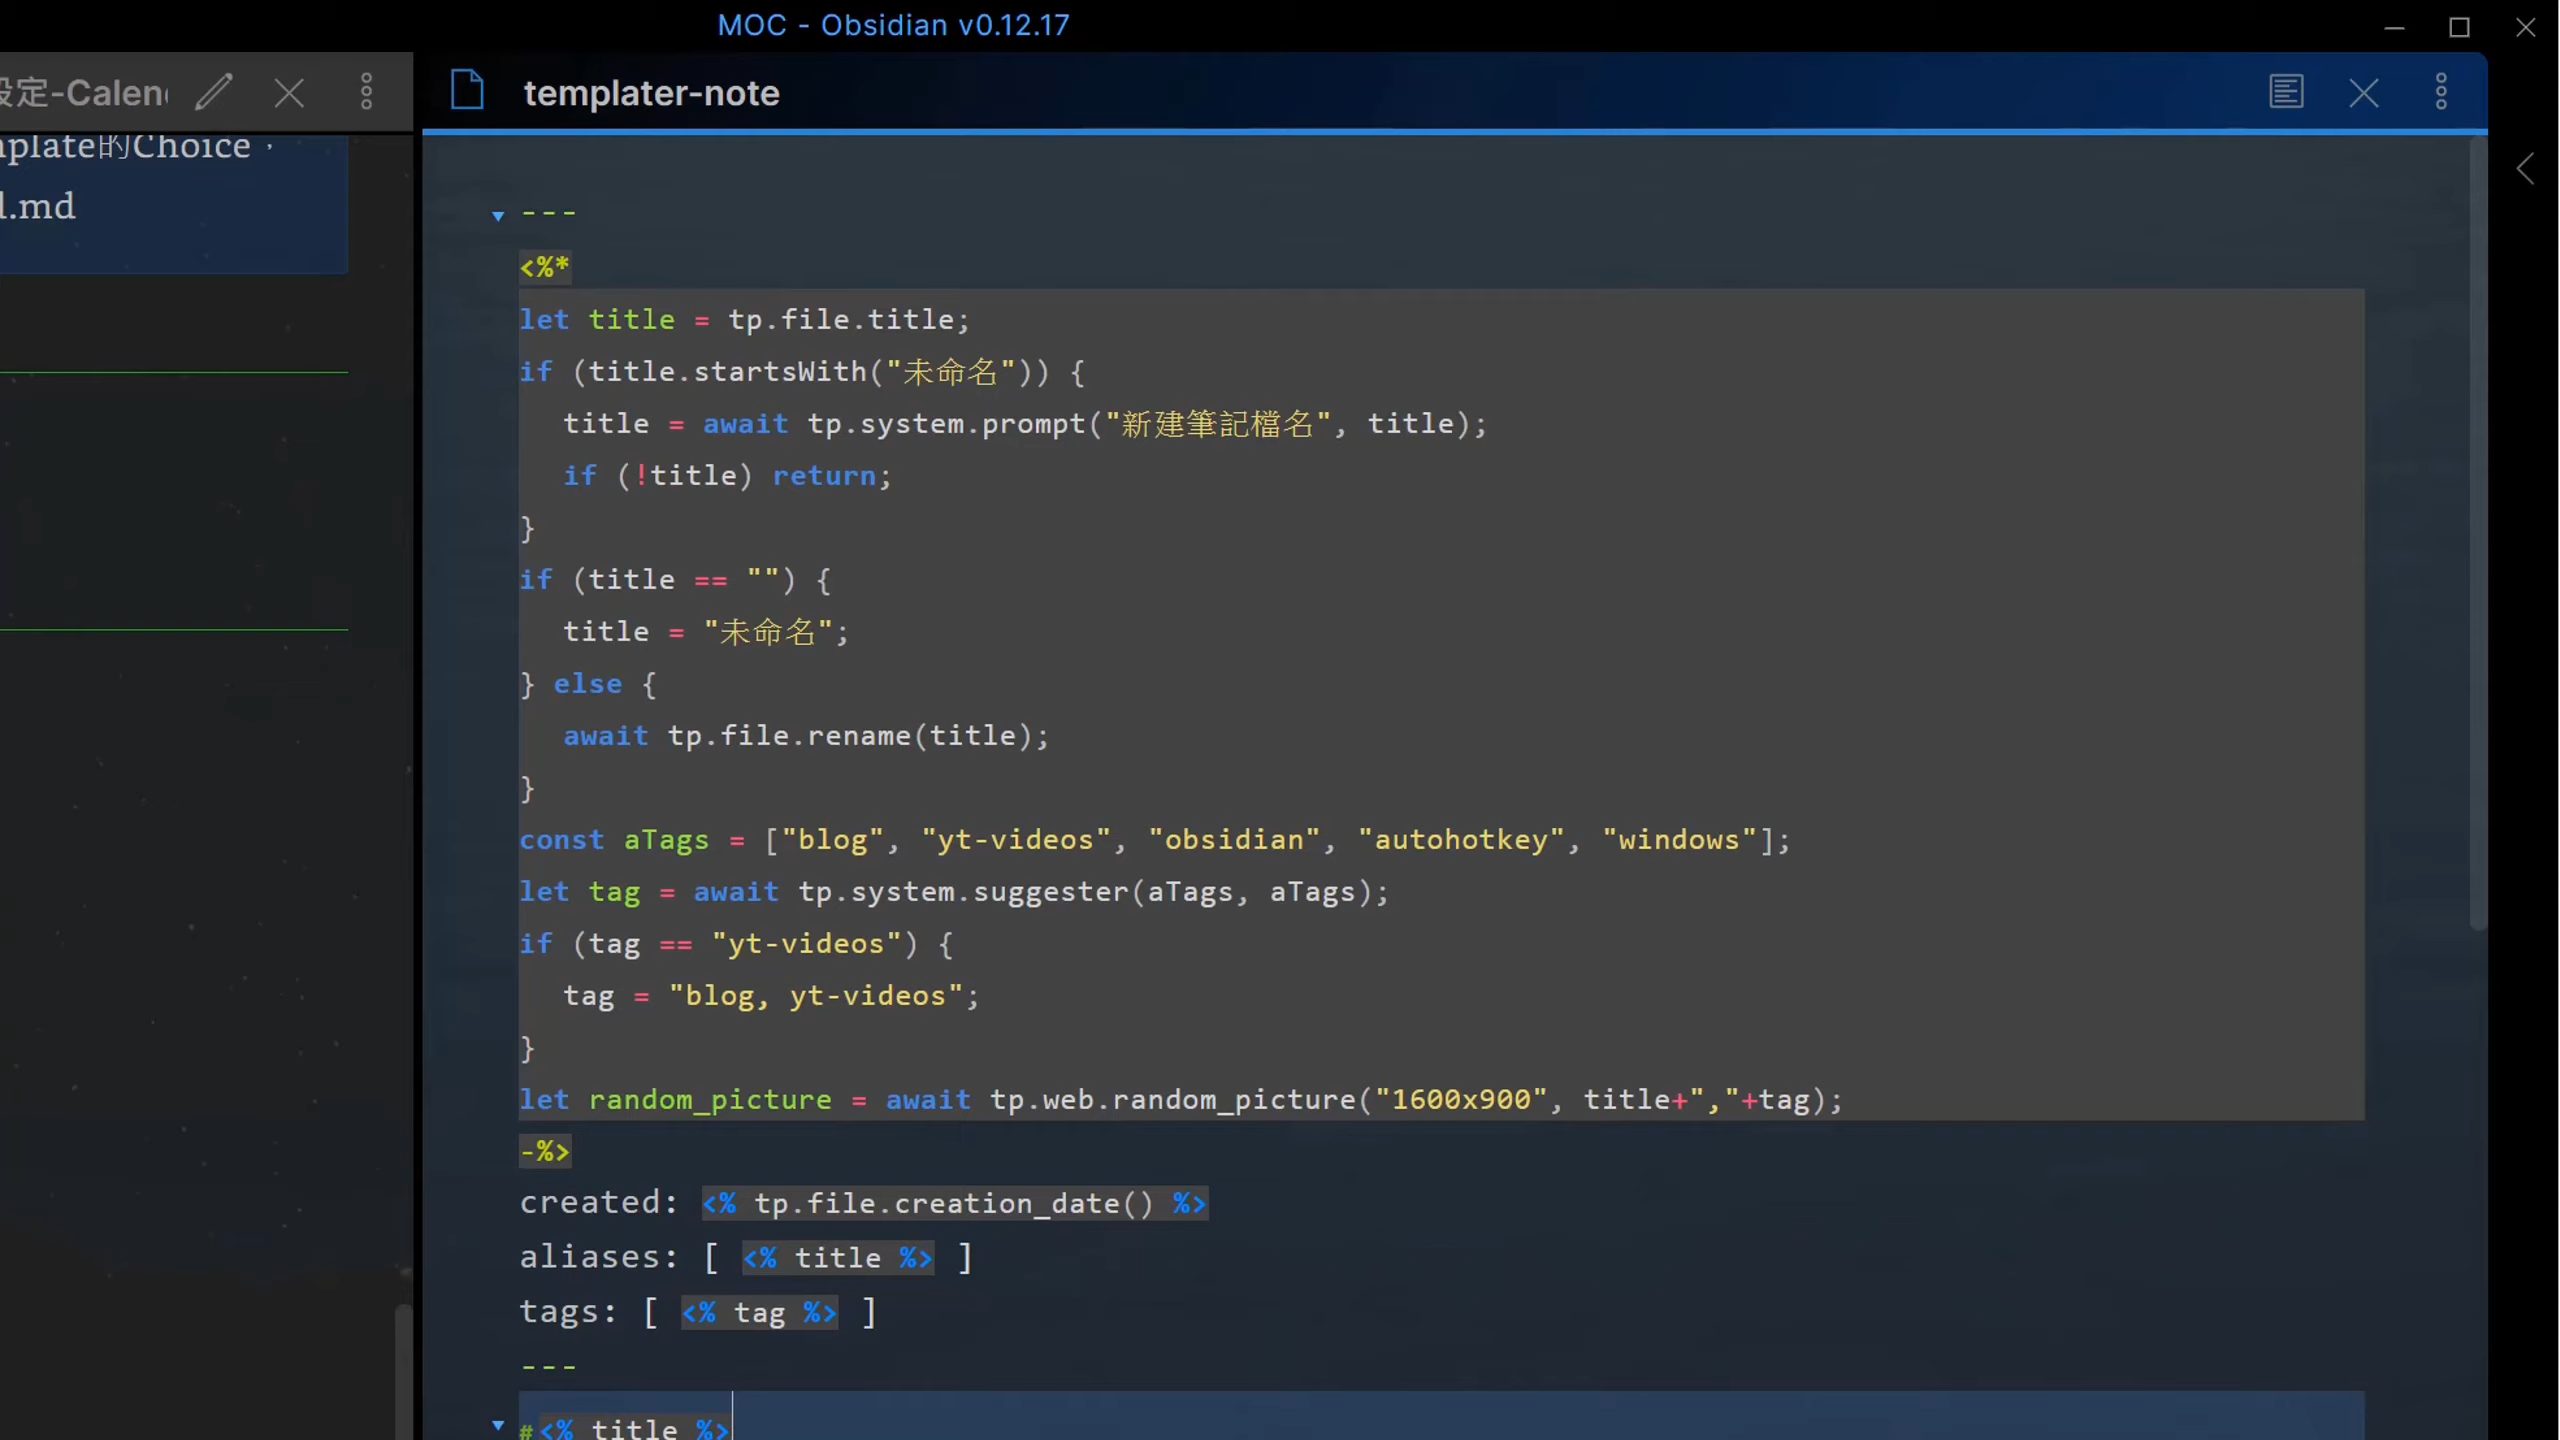 MOC - Obsidian v0.12.17
設定-Calen
templater-note
mplate的Choice，
.md
---
<%*
let title = tp.file.title;
if (title.startsWith("未命名")) {
title = await tp.system.prompt("新建筆記檔名", title);
if (!title) return;
}
if (title == "") {
title = "未命名";
} else {
await tp.file.rename(title);
}
const aTags = ["blog", "yt-videos", "obsidian", "autohotkey", "windows"];
let tag = await tp.system.suggester(aTags, aTags);
if (tag == "yt-videos") {
tag = "blog, yt-videos";
}
let random_picture = await tp.web.random_picture("1600x900", title+","+tag);
-%>
created: <% tp.file.creation_date() %>
aliases: [ <% title %> ]
tags: [ <% tag %> ]
---
#<% title %>